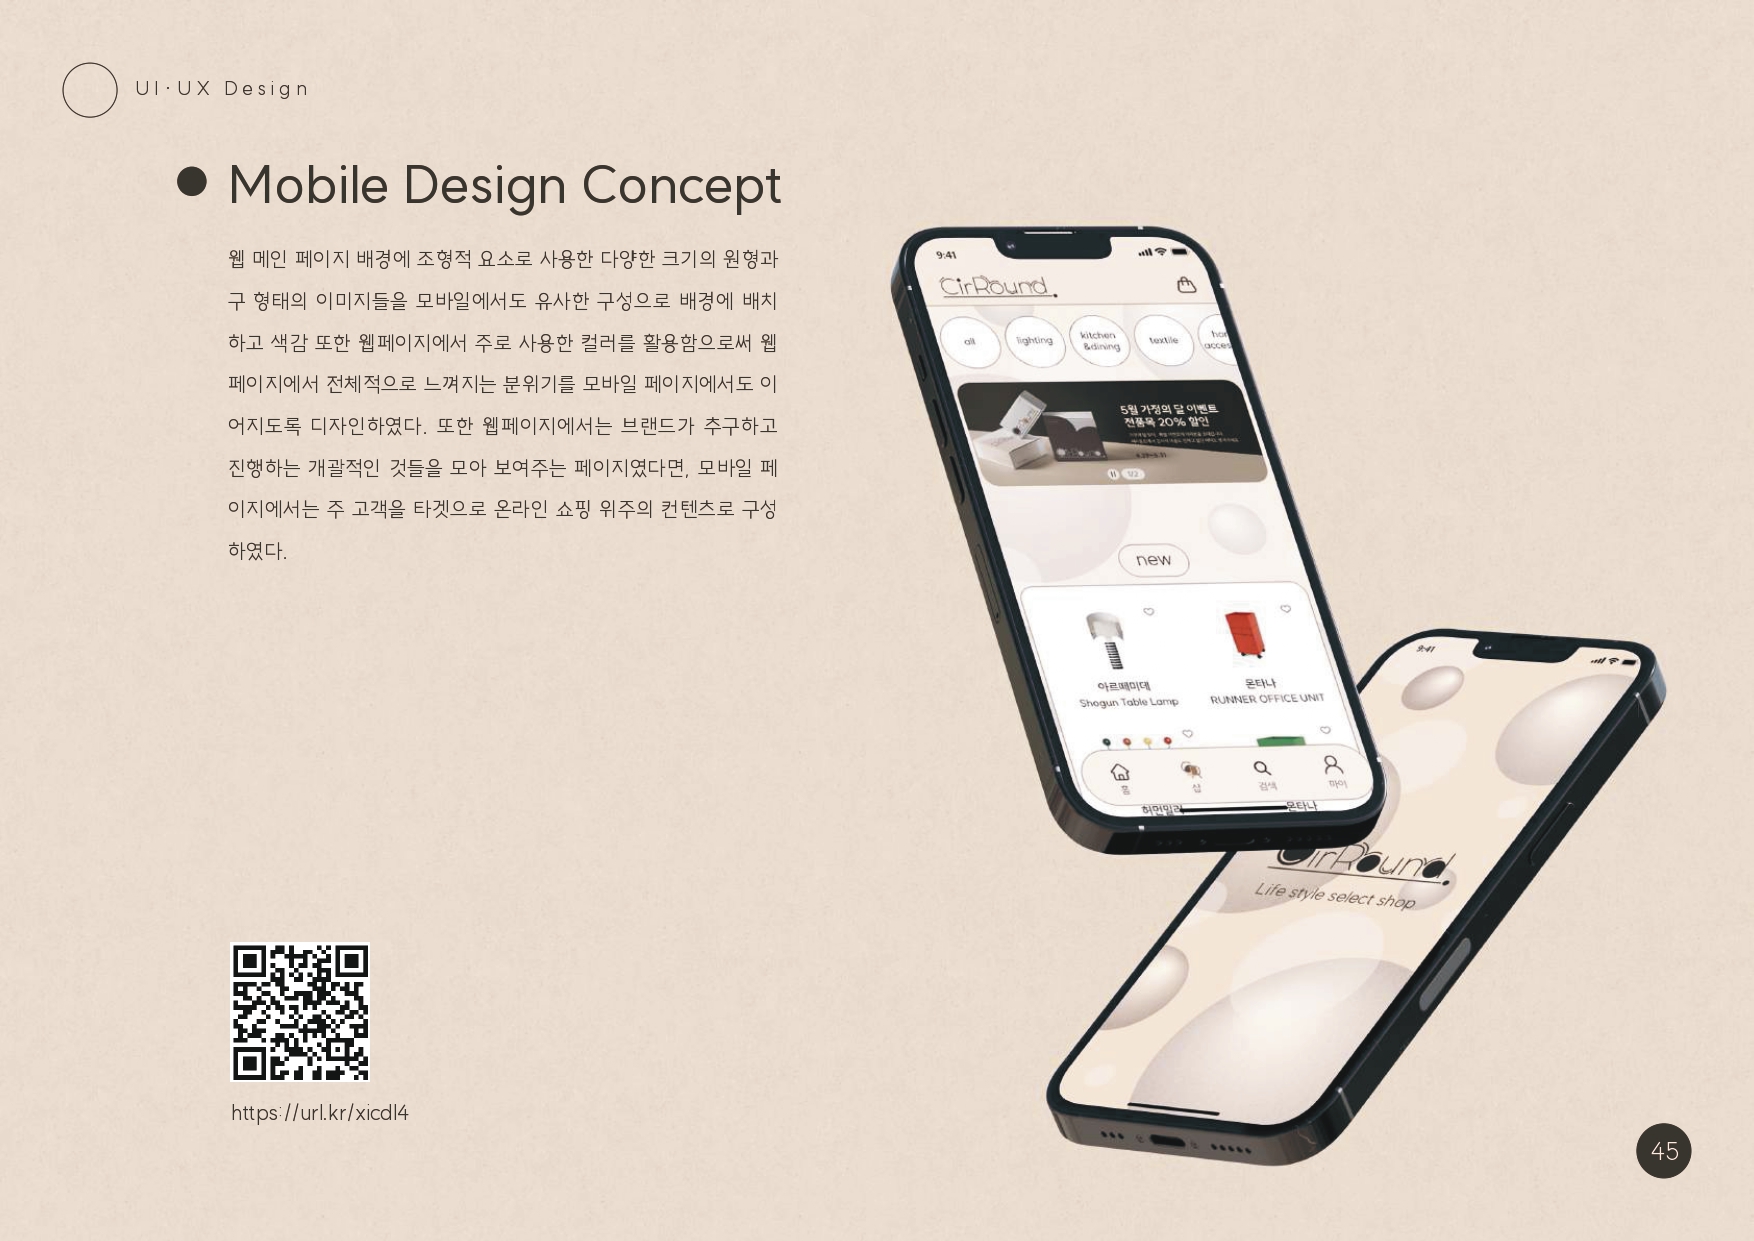 UI·UX Design
Mobile Design Concept
웹 메인 페이지 배경에 조형적 요소로 사용한 다양한 크기의 원형과
구 형태의 이미지들을 모바일에서도 유사한 구성으로 배경에 배치
하고 색감 또한 웹페이지에서 주로 사용한 컬러를 활용함으로써 웹
페이지에서 전체적으로 느껴지는 분위기를 모바일 페이지에서도 이
어지도록 디자인하였다. 또한 웹페이지에서는 브랜드가 추구하고
진행하는 개괄적인 것들을 모아 보여주는 페이지였다면, 모바일 페
이지에서는 주 고객을 타겟으로 온라인 쇼핑 위주의 컨텐츠로 구성
하였다.
9:41
CirRound.
all
lighting
kitchen
&dining
textile
5월 가정의 달 이벤트
전품목 20% 할인
1/2
new
아르떼미데
Shogun Table Lamp
몬타나
RUNNER OFFICE UNIT
홈
샵
검색
마이
허먼밀러
몬타나
9:41
CirRound.
Life style select shop
https://url.kr/xicdl4
45